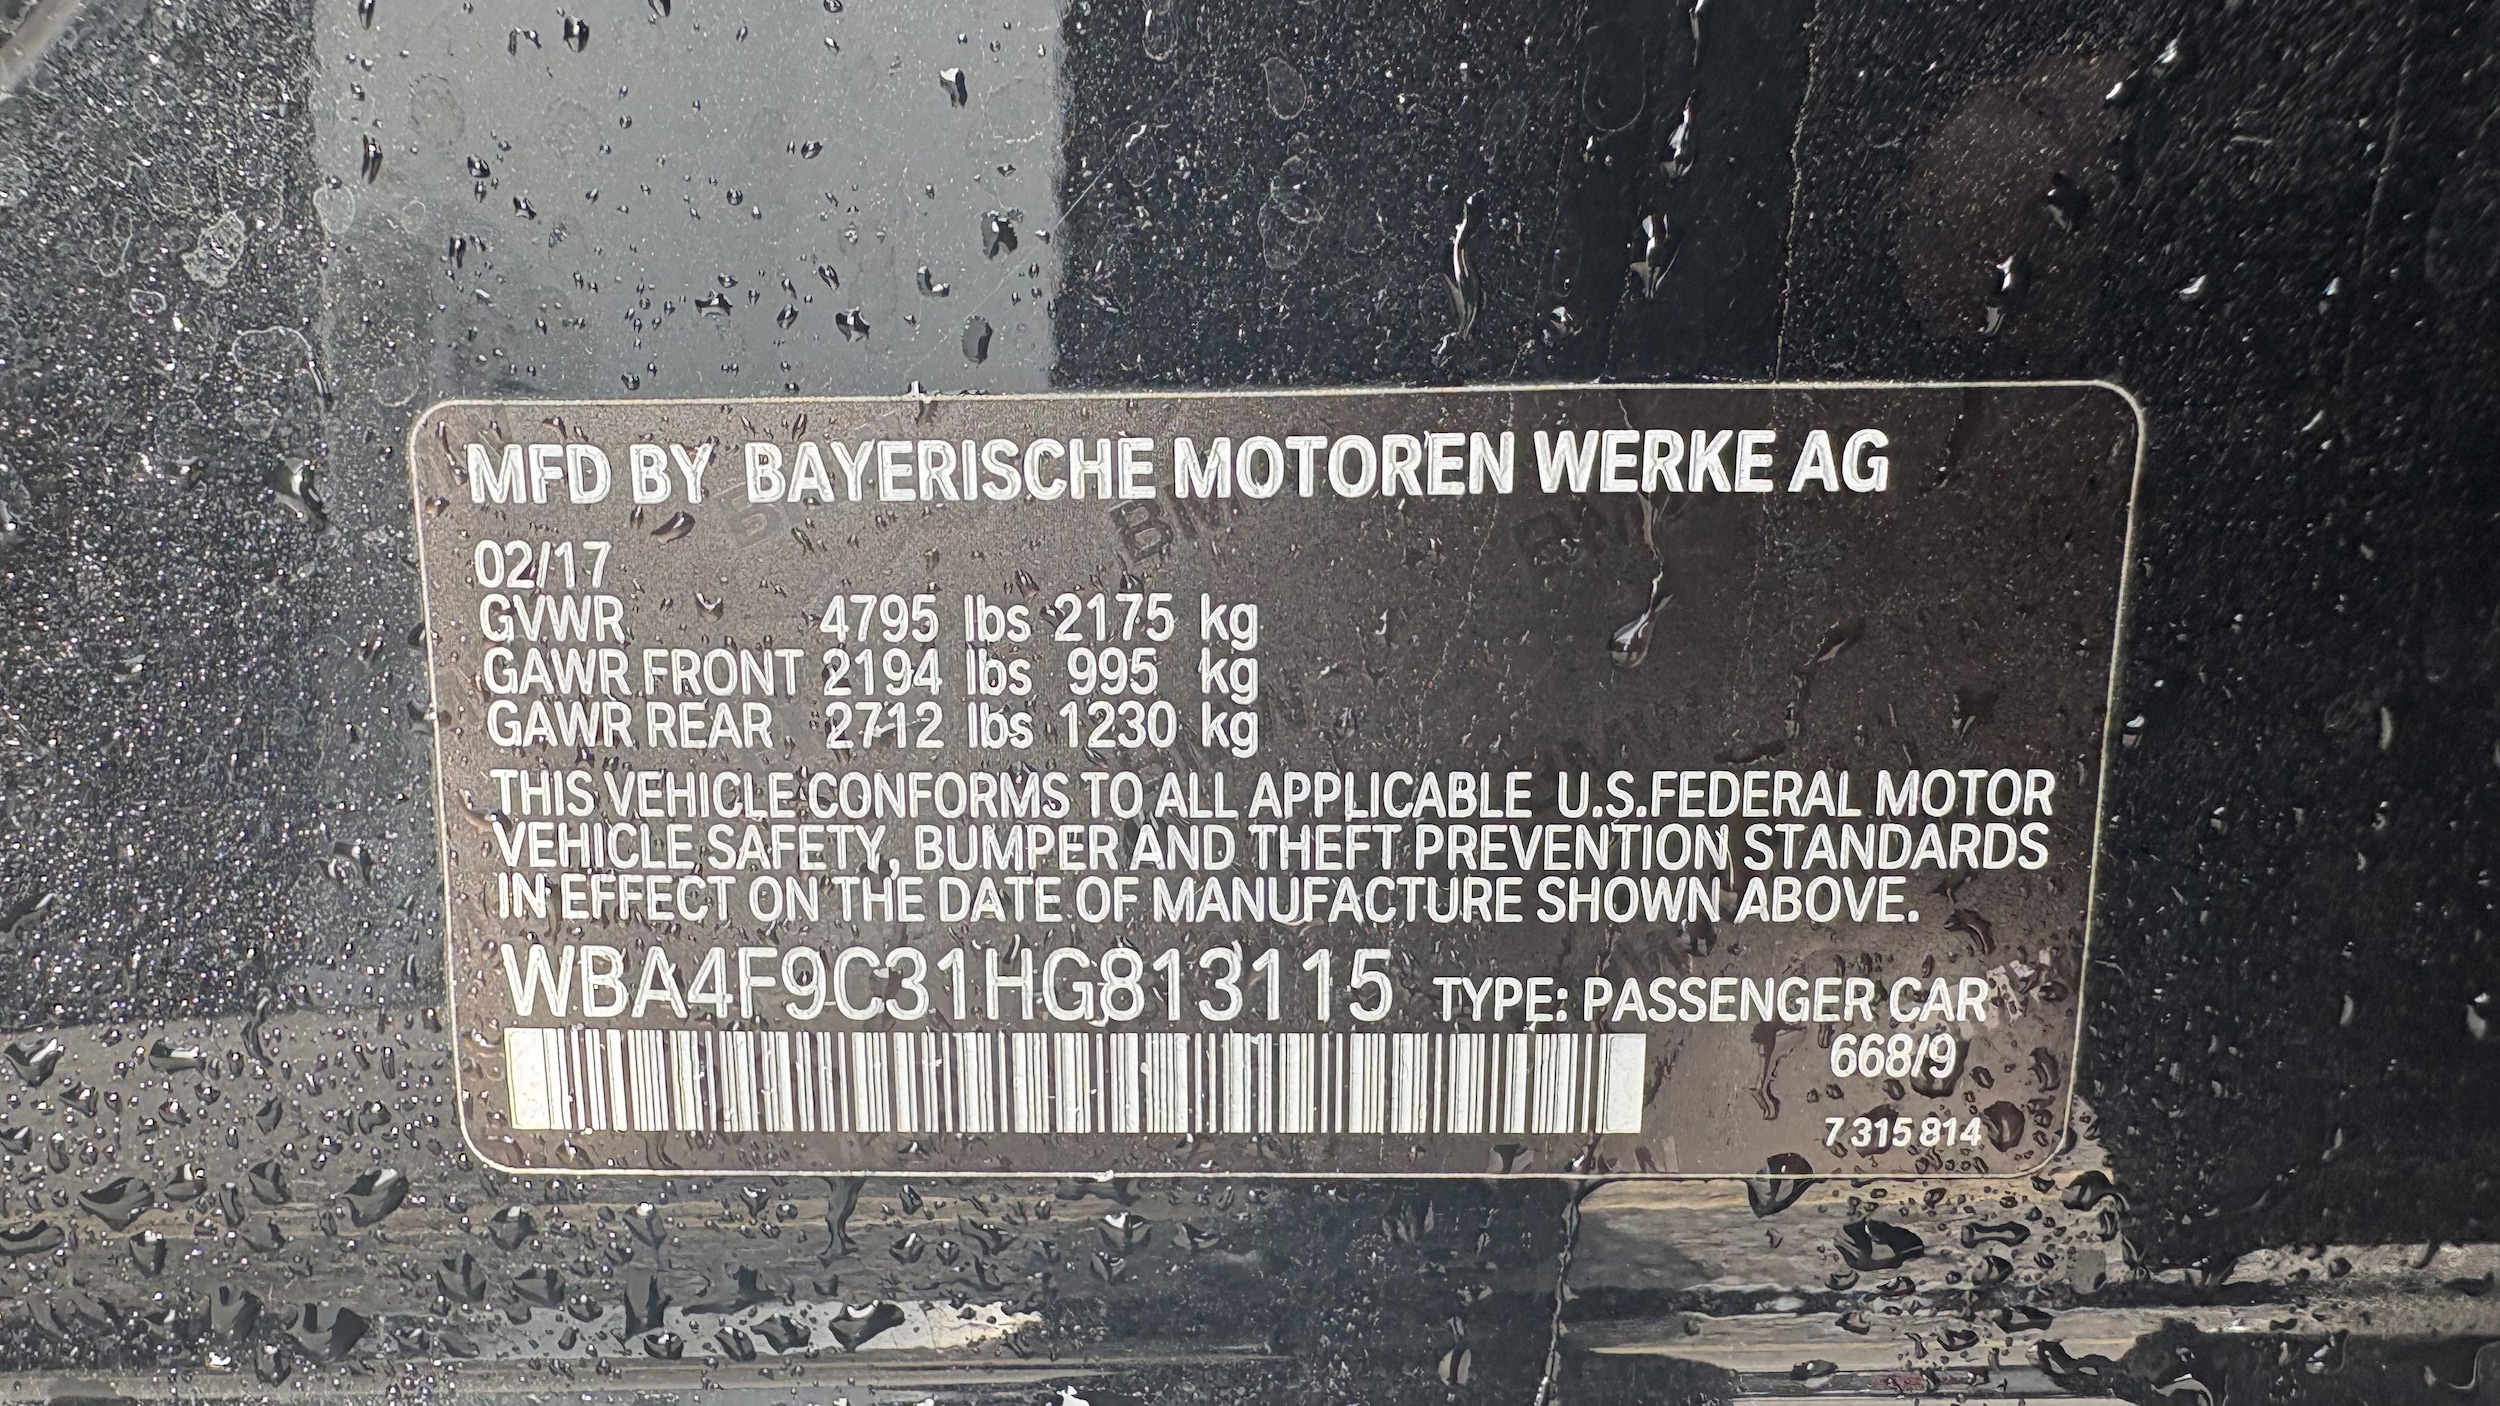 MFD BY BAYERISCHE MOTOREN WERKE AG
02/17
GVWR 4795 lbs 2175 kg
GAWR FRONT 2194 lbs 995 kg
GAWR REAR 2712 lbs 1230 kg
THIS VEHICLE CONFORMS TO ALL APPLICABLE U.S.FEDERAL MOTOR
VEHICLE SAFETY, BUMPER AND THEFT PREVENTION STANDARDS
IN EFFECT ON THE DATE OF MANUFACTURE SHOWN ABOVE.
WBA4F9C31HG813115 TYPE: PASSENGER CAR
668/9
7 315 814